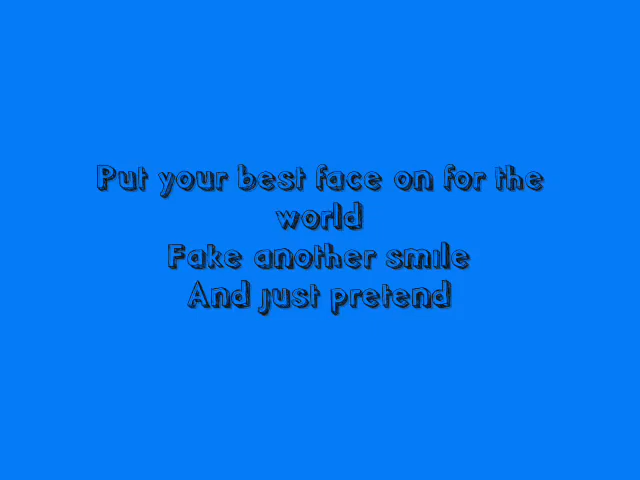 Put your best face on for the
world
Fake another smile
And just pretend